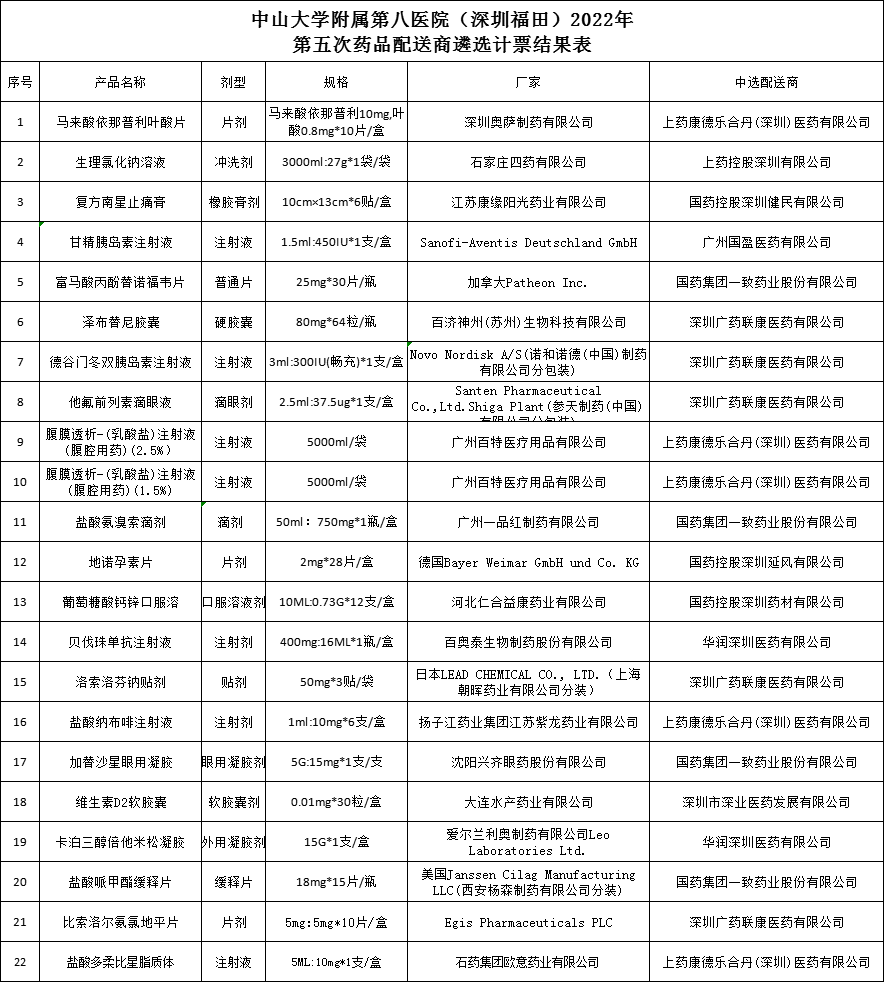 中山大学附属第八医院（深圳福田）2022年
第五次药品配送商遴选计票结果表
序号 产品名称 剂型 规格 厂家 中选配送商
1 马来酸依那普利叶酸片 片剂 马来酸依那普利10mg,叶酸0.8mg*10片/盒 深圳奥萨制药有限公司 上药康德乐合丹(深圳)医药有限公司
2 生理氯化钠溶液 冲洗剂 3000ml:27g*1袋/袋 石家庄四药有限公司 上药控股深圳有限公司
3 复方南星止痛膏 橡胶膏剂 10cm×13cm*6贴/盒 江苏康缘阳光药业有限公司 国药控股深圳健民有限公司
4 甘精胰岛素注射液 注射液 1.5ml:450IU*1支/盒 Sanofi-Aventis Deutschland GmbH 广州国盈医药有限公司
5 富马酸丙酚替诺福韦片 普通片 25mg*30片/瓶 加拿大Patheon Inc. 国药集团一致药业股份有限公司
6 泽布替尼胶囊 硬胶囊 80mg*64粒/瓶 百济神州(苏州)生物科技有限公司 深圳广药联康医药有限公司
7 德谷门冬双胰岛素注射液 注射液 3ml:300IU(畅充)*1支/盒 Novo Nordisk A/S(诺和诺德(中国)制药有限公司分包装) 深圳广药联康医药有限公司
8 他氟前列素滴眼液 滴眼剂 2.5ml:37.5ug*1支/盒 Santen Pharmaceutical Co.,Ltd.Shiga Plant(参天制药(中国)有限公司分包装) 深圳广药联康医药有限公司
9 腹膜透析-(乳酸盐)注射液(腹腔用药)(2.5%) 注射液 5000ml/袋 广州百特医疗用品有限公司 上药康德乐合丹(深圳)医药有限公司
10 腹膜透析-(乳酸盐)注射液(腹腔用药)(1.5%) 注射液 5000ml/袋 广州百特医疗用品有限公司 上药康德乐合丹(深圳)医药有限公司
11 盐酸氨溴索滴剂 滴剂 50ml：750mg*1瓶/盒 广州一品红制药有限公司 国药集团一致药业股份有限公司
12 地诺孕素片 片剂 2mg*28片/盒 德国Bayer Weimar GmbH und Co. KG 国药控股深圳延风有限公司
13 葡萄糖酸钙锌口服溶 口服溶液剂 10ML:0.73G*12支/盒 河北仁合益康药业有限公司 国药控股深圳药材有限公司
14 贝伐珠单抗注射液 注射剂 400mg:16ML*1瓶/盒 百奥泰生物制药股份有限公司 华润深圳医药有限公司
15 洛索洛芬钠贴剂 贴剂 50mg*3贴/袋 日本LEAD CHEMICAL CO., LTD.（上海朝晖药业有限公司分装） 深圳广药联康医药有限公司
16 盐酸纳布啡注射液 注射剂 1ml:10mg*6支/盒 扬子江药业集团江苏紫龙药业有限公司 上药康德乐合丹(深圳)医药有限公司
17 加替沙星眼用凝胶 眼用凝胶剂 5G:15mg*1支/支 沈阳兴齐眼药股份有限公司 国药集团一致药业股份有限公司
18 维生素D2软胶囊 软胶囊剂 0.01mg*30粒/盒 大连水产药业有限公司 深圳市深业医药发展有限公司
19 卡泊三醇倍他米松凝胶 外用凝胶剂 15G*1支/盒 爱尔兰利奥制药有限公司Leo Laboratories Ltd. 华润深圳医药有限公司
20 盐酸哌甲酯缓释片 缓释片 18mg*15片/瓶 美国Janssen Cilag Manufacturing LLC(西安杨森制药有限公司分装) 国药集团一致药业股份有限公司
21 比索洛尔氨氯地平片 片剂 5mg:5mg*10片/盒 Egis Pharmaceuticals PLC 深圳广药联康医药有限公司
22 盐酸多柔比星脂质体 注射液 5ML:10mg*1支/盒 石药集团欧意药业有限公司 上药康德乐合丹(深圳)医药有限公司